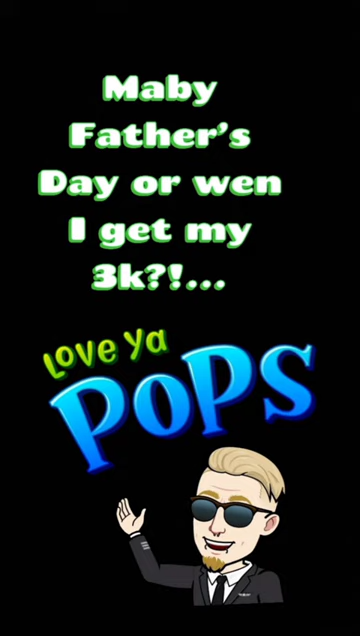 Maby
Father's
Day or wen
I get my
3k?!...
Love ya
POPS